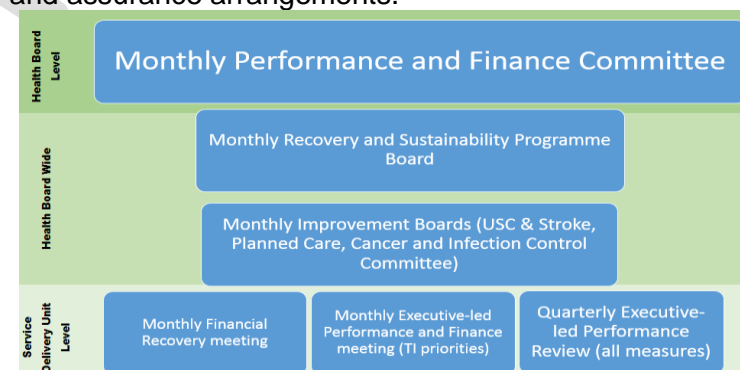 and assurance arrangements.
Health Board
Level
Monthly Performance and Finance Committee
Health Board Wide
Monthly Recovery and Sustainability Programme
Board
Monthly Improvement Boards (USC & Stroke,
Planned Care, Cancer and Infection Control
Committee)
Service
Delivery Unit
Level
Monthly Financial
Recovery meeting
Monthly Executive-led
Performance and Finance
meeting (TI priorities)
Quarterly Executive-
led Performance
Review (all measures)